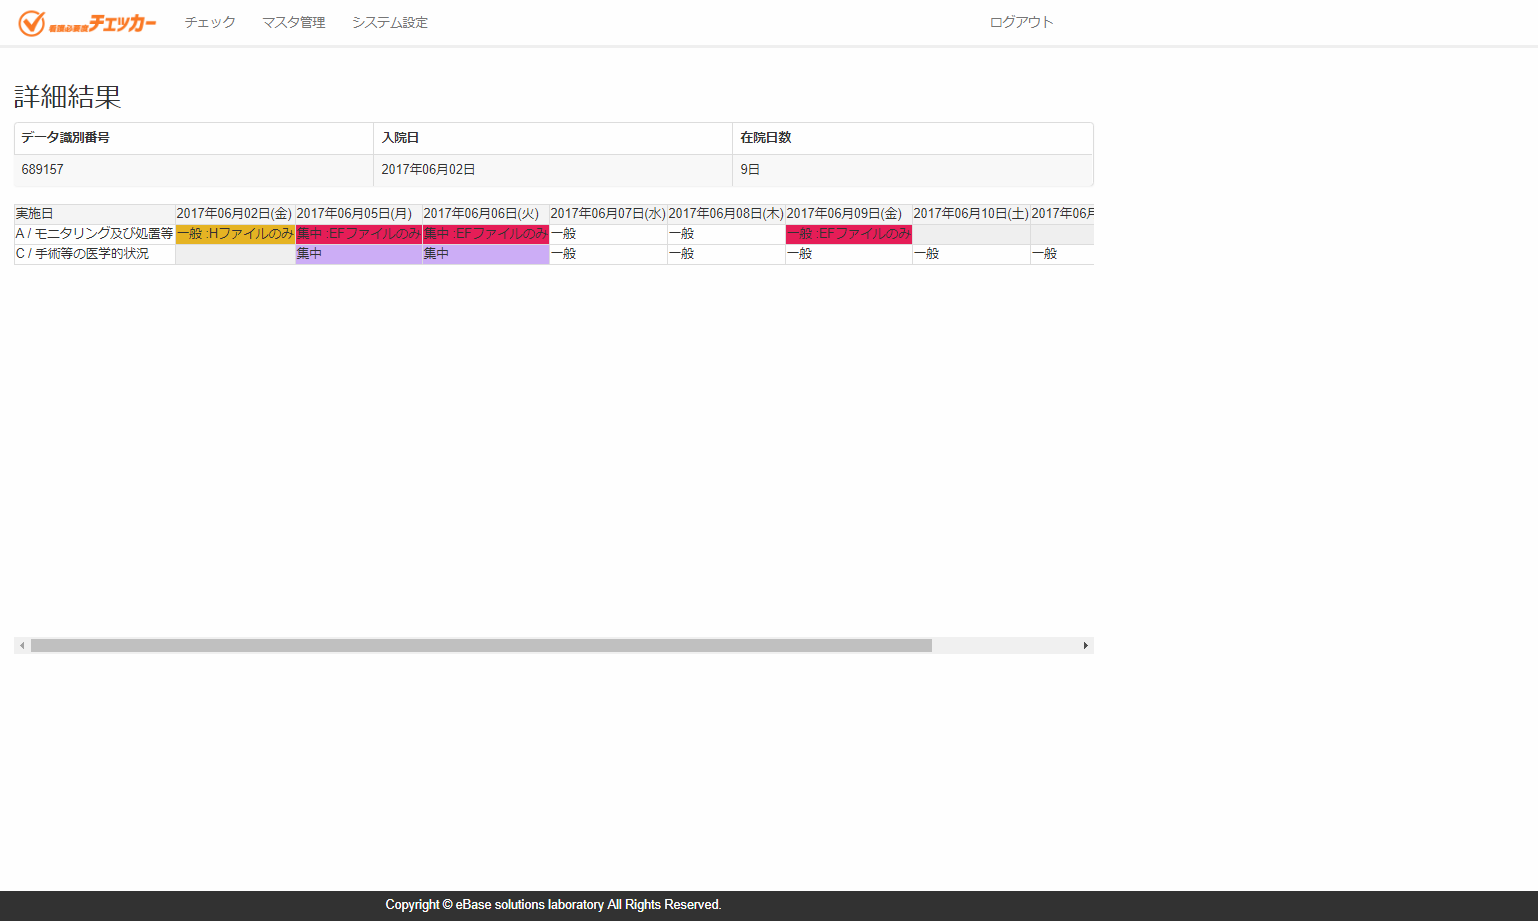 看護必要度チェッカー チェック マスタ管理 システム設定 ログアウト
詳細結果
データ識別番号 入院日 在院日数
689157 2017年06月02日 9日
実施日 2017年06月02日(金) 2017年06月05日(月) 2017年06月06日(火) 2017年06月07日(水) 2017年06月08日(木) 2017年06月09日(金) 2017年06月10日(土) 2017年06月
A / モニタリング及び処置等 一般 :Hファイルのみ 集中 :EFファイルのみ 集中 :EFファイルのみ 一般 一般 一般 :EFファイルのみ
C / 手術等の医学的状況 集中 集中 一般 一般 一般 一般 一般
Copyright © eBase solutions laboratory All Rights Reserved.